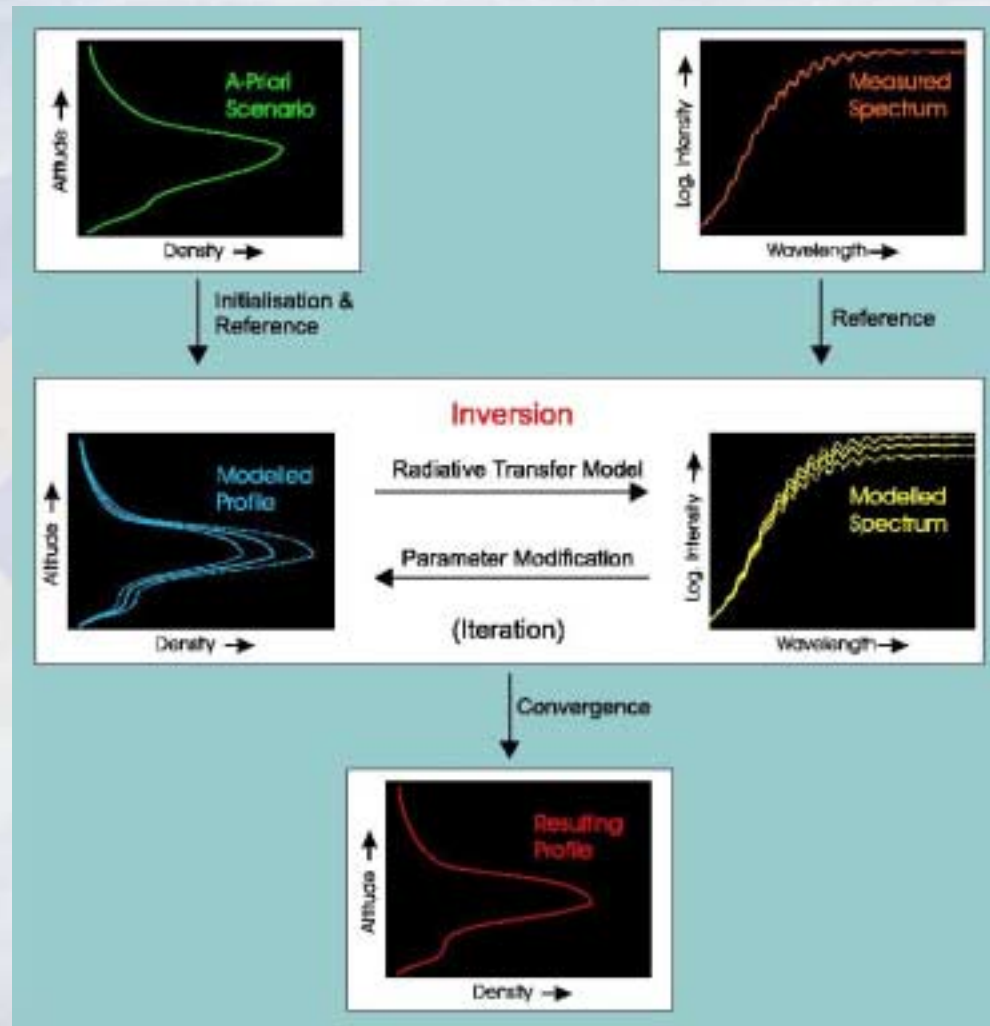 A-Priori
Scenario
Altitude
Density
Measured
Spectrum
Log. Intensity
Wavelength
Initialisation &
Reference
Reference
Inversion
Modelled
Profile
Altitude
Density
Radiative Transfer Model
Parameter Modification
(Iteration)
Modelled
Spectrum
Log. Intensity
Wavelength
Convergence
Resulting
Profile
Altitude
Density